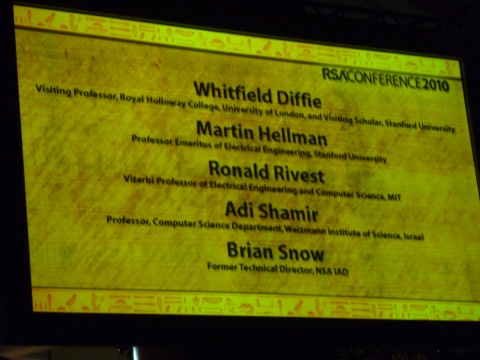 RSACONFERENCE2010
Whitfield Diffie
Visiting Professor, Royal Holloway College, University of London, and Visiting Scholar, Stanford University
Martin Hellman
Professor Emeritus of Electrical Engineering, Stanford University
Ronald Rivest
Viterbi Professor of Electrical Engineering and Computer Science, MIT
Adi Shamir
Professor, Computer Science Department, Weizmann Institute of Science, Israel
Brian Snow
Former Technical Director, NSA IAD